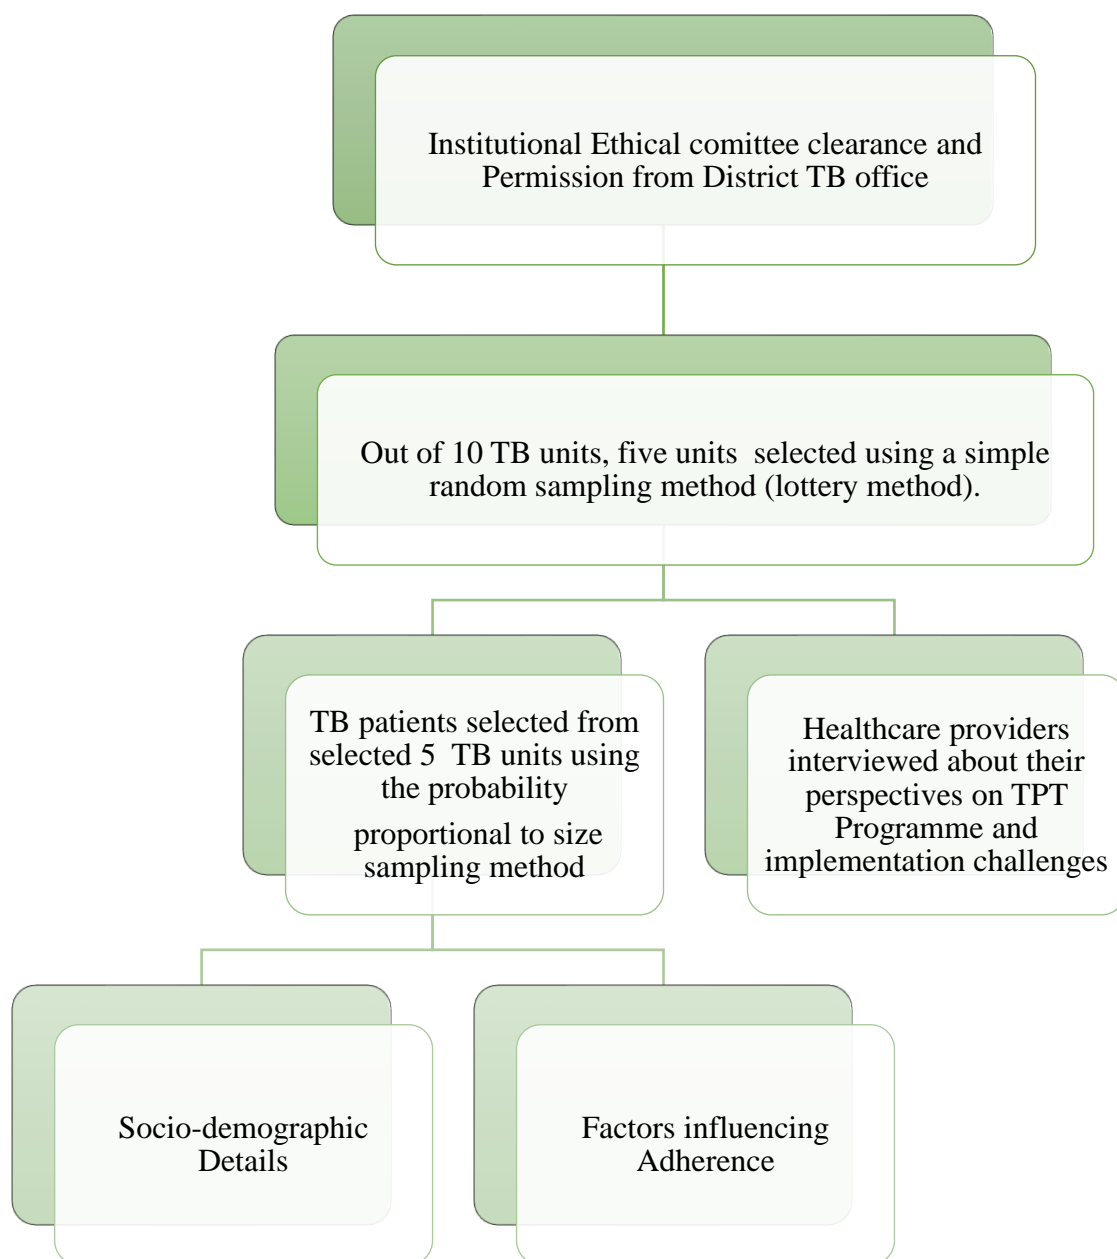 Institutional Ethical comittee clearance and
Permission from District TB office
Out of 10 TB units, five units  selected using a simple
random sampling method (lottery method).
TB patients selected from
selected 5  TB units using
the probability
proportional to size
sampling method
Healthcare providers
interviewed about their
perspectives on TPT
Programme and
implementation challenges
Socio-demographic
Details
Factors influencing
Adherence